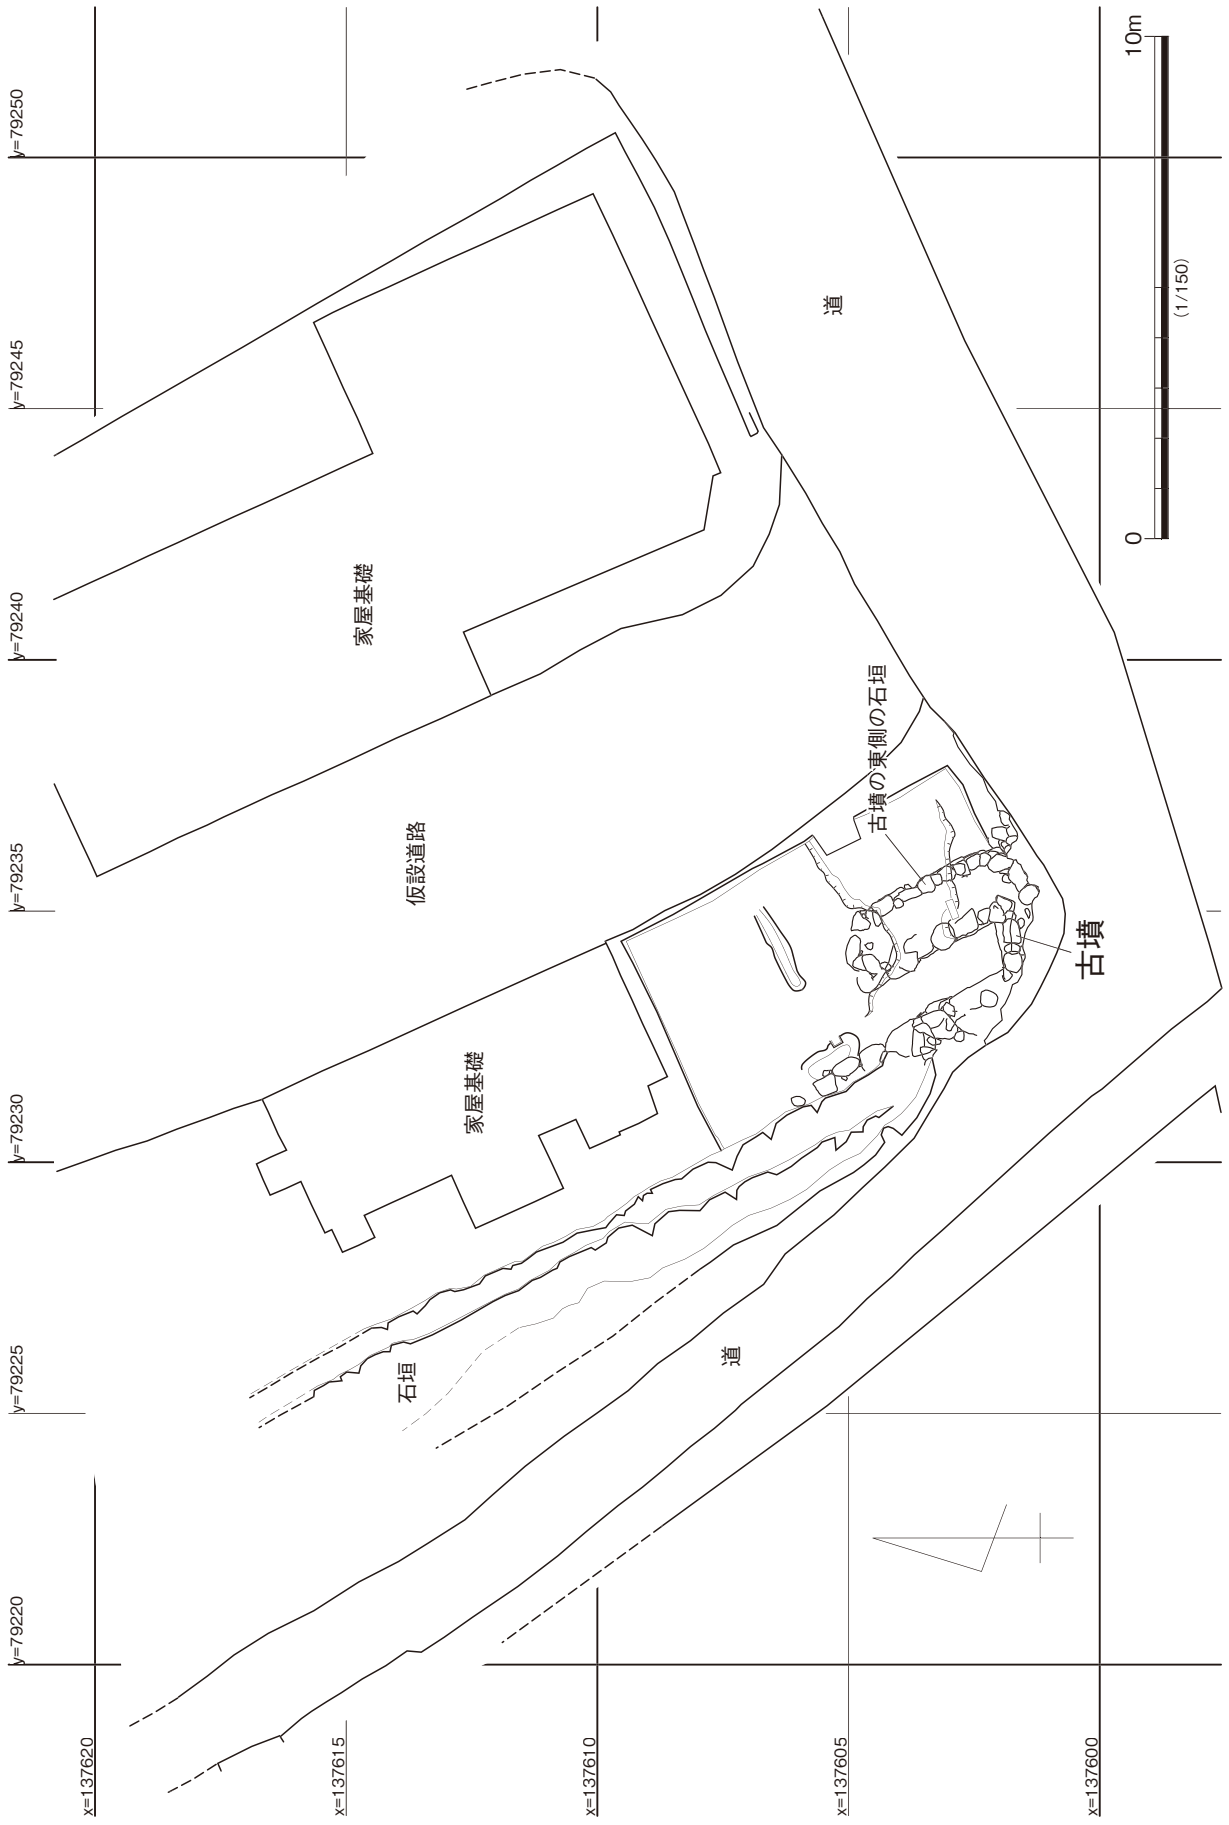 x=137620
x=137615
x=137610
x=137605
x=137600
y=79220
y=79225
y=79230
y=79235
y=79240
y=79245
y=79250
石垣
道
家屋基礎
仮設道路
家屋基礎
古墳の東側の石垣
古墳
道
0
10m
(1/150)